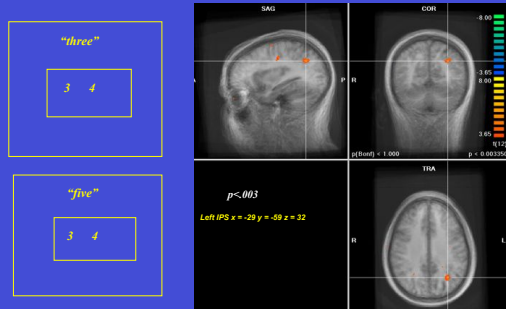 “three”
3 4
“five”
3 4
SAG
A
P
COR
R
-8.00
-3.65
8.00
3.65
t(12)
p(Bonf) < 1.000
p < 0.003350
p<.003
Left IPS x = -29 y = -59 z = 32
TRA
R
L